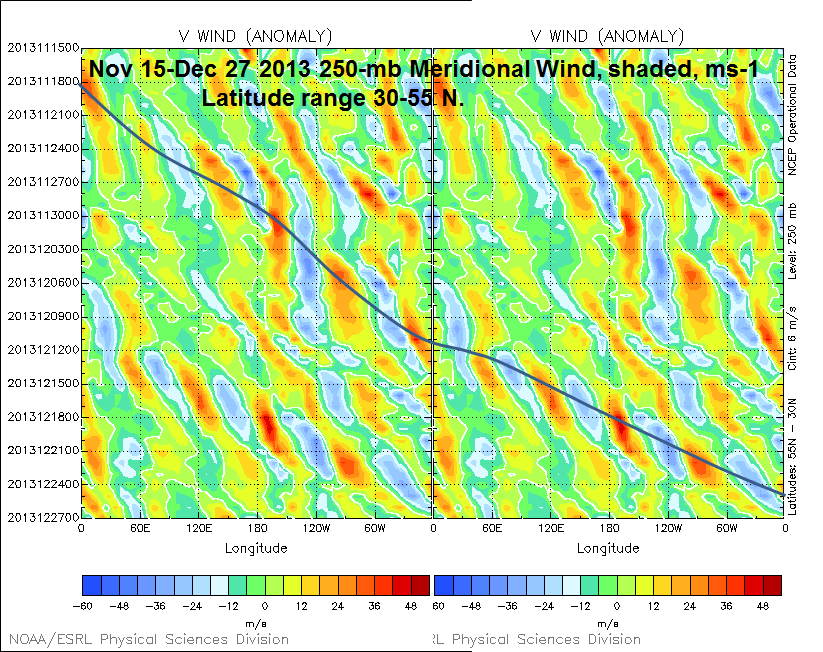 V WIND (ANOMALY) V WIND (ANOMALY)
Nov 15-Dec 27 2013 250-mb Meridional Wind, shaded, ms-1
Latitude range 30-55 N.
2013111500
2013111800
2013112100
2013112400
2013112700
2013113000
2013120300
2013120600
2013120900
2013121200
2013121500
2013121800
2013122100
2013122400
2013122700
0 60E 120E 180 120W 60W 0 60E 120E 180 120W 60W 0
Longitude Longitude
-60 -48 -36 -24 -12 0 12 24 36 48 -60 -48 -36 -24 -12 0 12 24 36 48
m/s m/s
NOAA/ESRL Physical Sciences Division RL Physical Sciences Division
Latitudes: 55N - 30N Cint: 6 m/s Level: 250 mb NCEP Operational Data